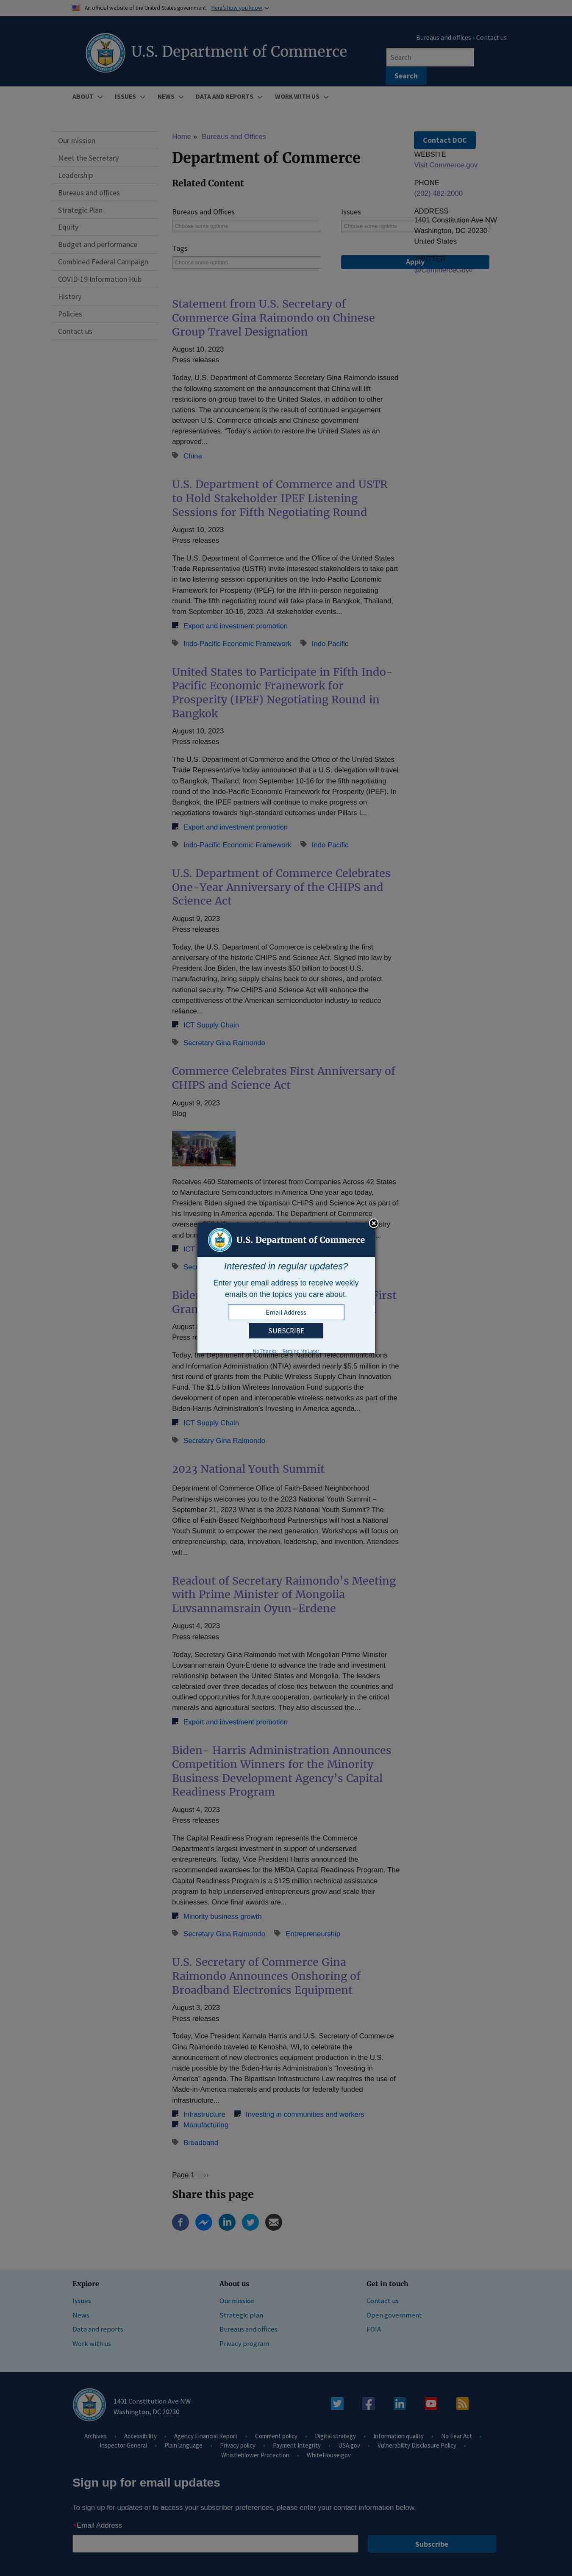 An official website of the United States government Here's how you know
U.S. Department of Commerce
Bureaus and offices
Contact us
Search
Search
ABOUT
ISSUES
NEWS
DATA AND REPORTS
WORK WITH US
Our mission
Meet the Secretary
Leadership
Bureaus and offices
Strategic Plan
Equity
Budget and performance
Combined Federal Campaign
COVID-19 Information Hub
History
Policies
Contact us
Home » Bureaus and Offices
Department of Commerce
Related Content
Bureaus and Offices
Choose some options
Issues
Choose some options
Tags
Choose some options
Apply
Contact DOC
WEBSITE
Visit Commerce.gov
PHONE
(202) 482-2000
ADDRESS
1401 Constitution Ave NW
Washington, DC 20230
United States
@CommerceGov
Statement from U.S. Secretary of
Commerce Gina Raimondo on Chinese
Group Travel Designation
August 10, 2023
Press releases
Today, U.S. Department of Commerce Secretary Gina Raimondo issued
the following statement on the announcement that China will lift
restrictions on group travel to the United States, in addition to other
nations. The announcement is the result of continued engagement
between U.S. Commerce officials and Chinese government
representatives. “Today’s action to restore the United States as an
approved...
China
U.S. Department of Commerce and USTR
to Hold Stakeholder IPEF Listening
Sessions for Fifth Negotiating Round
August 10, 2023
Press releases
The U.S. Department of Commerce and the Office of the United States
Trade Representative (USTR) invite interested stakeholders to take part
in two listening session opportunities on the Indo-Pacific Economic
Framework for Prosperity (IPEF) for the fifth in-person negotiating
round. The fifth negotiating round will take place in Bangkok, Thailand,
from September 10-16, 2023. All stakeholder events...
Export and investment promotion
Indo-Pacific Economic Framework
Indo Pacific
United States to Participate in Fifth Indo-
Pacific Economic Framework for
Prosperity (IPEF) Negotiating Round in
Bangkok
August 10, 2023
Press releases
The U.S. Department of Commerce and the Office of the United States
Trade Representative today announced that a U.S. delegation will travel
to Bangkok, Thailand, from September 10-16 for the fifth negotiating
round of the Indo-Pacific Economic Framework for Prosperity (IPEF). In
Bangkok, the IPEF partners will continue to make progress on
negotiations towards high-standard outcomes under Pillars I...
Export and investment promotion
Indo-Pacific Economic Framework
Indo Pacific
U.S. Department of Commerce Celebrates
One-Year Anniversary of the CHIPS and
Science Act
August 9, 2023
Press releases
Today, the U.S. Department of Commerce is celebrating the first
anniversary of the historic CHIPS and Science Act. Signed into law by
President Joe Biden, the law invests $50 billion to boost U.S.
manufacturing, bring supply chains back to our shores, and protect
national security. The CHIPS and Science Act will enhance the
competitiveness of the American semiconductor industry to reduce
reliance...
ICT Supply Chain
Secretary Gina Raimondo
Commerce Celebrates First Anniversary of
CHIPS and Science Act
August 9, 2023
Blog
Receives 460 Statements of Interest from Companies Across 42 States
to Manufacture Semiconductors in America One year ago today,
President Biden signed the bipartisan CHIPS and Science Act as part of
his Investing in America agenda. The Department of Commerce
U.S. Department of Commerce
Interested in regular updates?
Enter your email address to receive weekly
emails on the topics you care about.
Email Address
SUBSCRIBE
No Thanks
Remind Me Later
Today, the Department of Commerce's National Telecommunications
and Information Administration (NTIA) awarded nearly $5.5 million in the
first round of grants from the Public Wireless Supply Chain Innovation
Fund. The $1.5 billion Wireless Innovation Fund supports the
development of open and interoperable wireless networks as part of the
Biden-Harris Administration’s Investing in America agenda...
ICT Supply Chain
Secretary Gina Raimondo
2023 National Youth Summit
Department of Commerce Office of Faith-Based Neighborhood
Partnerships welcomes you to the 2023 National Youth Summit –
September 21, 2023 What is the 2023 National Youth Summit? The
Office of Faith-Based Neighborhood Partnerships will host a National
Youth Summit to empower the next generation. Workshops will focus on
entrepreneurship, data, innovation, leadership, and invention. Attendees
will...
Readout of Secretary Raimondo’s Meeting
with Prime Minister of Mongolia
Luvsannamsrain Oyun-Erdene
August 4, 2023
Press releases
Today, Secretary Gina Raimondo met with Mongolian Prime Minister
Luvsannamsrain Oyun-Erdene to advance the trade and investment
relationship between the United States and Mongolia. The leaders
celebrated over three decades of close ties between the countries and
outlined opportunities for future cooperation, particularly in the critical
minerals and agricultural sectors. They also discussed the...
Export and investment promotion
Biden- Harris Administration Announces
Competition Winners for the Minority
Business Development Agency’s Capital
Readiness Program
August 4, 2023
Press releases
The Capital Readiness Program represents the Commerce
Department’s largest investment in support of underserved
entrepreneurs. Today, Vice President Harris announced the
recommended awardees for the MBDA Capital Readiness Program. The
Capital Readiness Program is a $125 million technical assistance
program to help underserved entrepreneurs grow and scale their
businesses. Once final awards are...
Minority business growth
Secretary Gina Raimondo
Entrepreneurship
U.S. Secretary of Commerce Gina
Raimondo Announces Onshoring of
Broadband Electronics Equipment
August 3, 2023
Press releases
Today, Vice President Kamala Harris and U.S. Secretary of Commerce
Gina Raimondo traveled to Kenosha, WI, to celebrate the
announcement of new electronics equipment production in the U.S.
made possible by the Biden-Harris Administration’s “Investing in
America” agenda. The Bipartisan Infrastructure Law requires the use of
Made-in-America materials and products for federally funded
infrastructure...
Infrastructure
Investing in communities and workers
Manufacturing
Broadband
Page 1 ››
Share this page
Explore
Issues
News
Data and reports
Work with us
About us
Our mission
Strategic plan
Bureaus and offices
Privacy program
Get in touch
Contact us
Open government
FOIA
1401 Constitution Ave NW
Washington, DC 20230
Archives - Accessibility - Agency Financial Report - Comment policy - Digital strategy - Information quality - No Fear Act -
Inspector General - Plain language - Privacy policy - Payment Integrity - USA.gov - Vulnerability Disclosure Policy -
Whistleblower Protection - WhiteHouse.gov
Sign up for email updates
To sign up for updates or to access your subscriber preferences, please enter your contact information below.
*Email Address
Subscribe